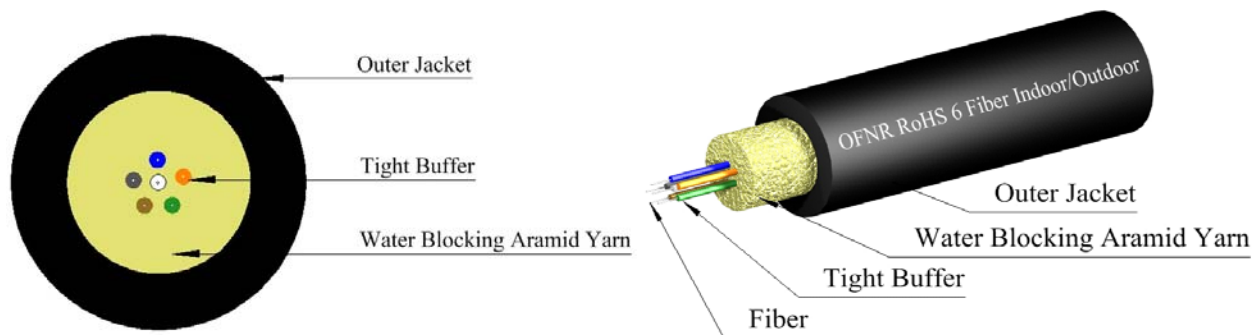 Outer Jacket
Tight Buffer
Water Blocking Aramid Yarn
OFNR RoHS 6 Fiber Indoor/Outdoor
Outer Jacket
Water Blocking Aramid Yarn
Tight Buffer
Fiber